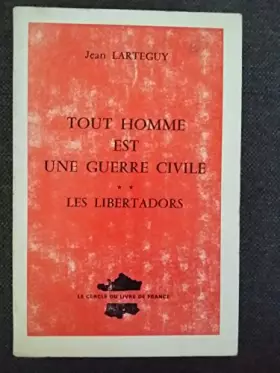 Jean LARTEGUY
TOUT HOMME
EST
UNE GUERRE CIVILE
* *
LES LIBERTADORS
LE CERCLE DU LIVRE DE FRANCE